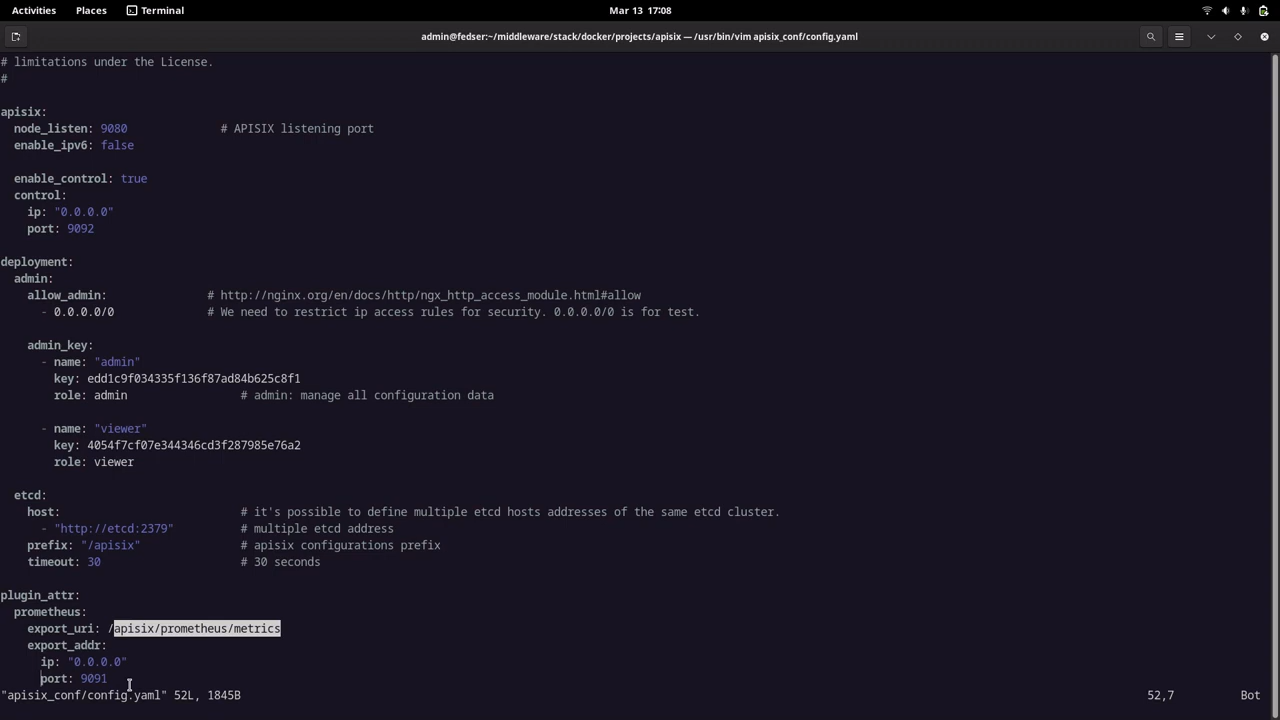 Activities Places Terminal Mar 13 17:08
admin@fedser:~/middleware/stack/docker/projects/apisix — /usr/bin/vim apisix_conf/config.yaml
# limitations under the License.
#
apisix:
node_listen: 9080 # APISIX listening port
enable_ipv6: false
enable_control: true
control:
ip: "0.0.0.0"
port: 9092
deployment:
admin:
allow_admin: # http://nginx.org/en/docs/http/ngx_http_access_module.html#allow
- 0.0.0.0/0 # We need to restrict ip access rules for security. 0.0.0.0/0 is for test.
admin_key:
- name: "admin"
key: edd1c9f034335f136f87ad84b625c8f1
role: admin # admin: manage all configuration data
- name: "viewer"
key: 4054f7cf07e344346cd3f287985e76a2
role: viewer
etcd:
host: # it's possible to define multiple etcd hosts addresses of the same etcd cluster.
- "http://etcd:2379" # multiple etcd address
prefix: "/apisix" # apisix configurations prefix
timeout: 30 # 30 seconds
plugin_attr:
prometheus:
export_uri: /apisix/prometheus/metrics
export_addr:
ip: "0.0.0.0"
port: 9091
"apisix_conf/config.yaml" 52L, 1845B 52,7 Bot